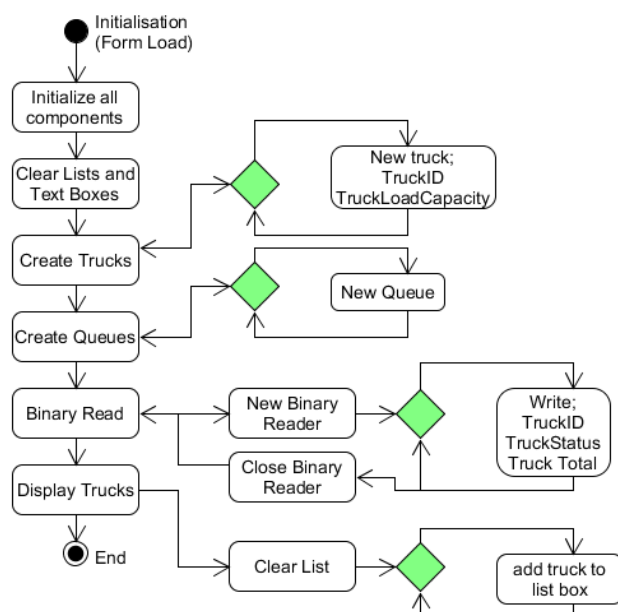 Initialisation
(Form Load)
Initialize all
components
Clear Lists and
Text Boxes
New truck;
TruckID
TruckLoadCapacity
Create Trucks
New Queue
Create Queues
Binary Read
New Binary
Reader
Write;
TruckID
TruckStatus
Truck Total
Close Binary
Reader
Display Trucks
End
Clear List
add truck to
list box